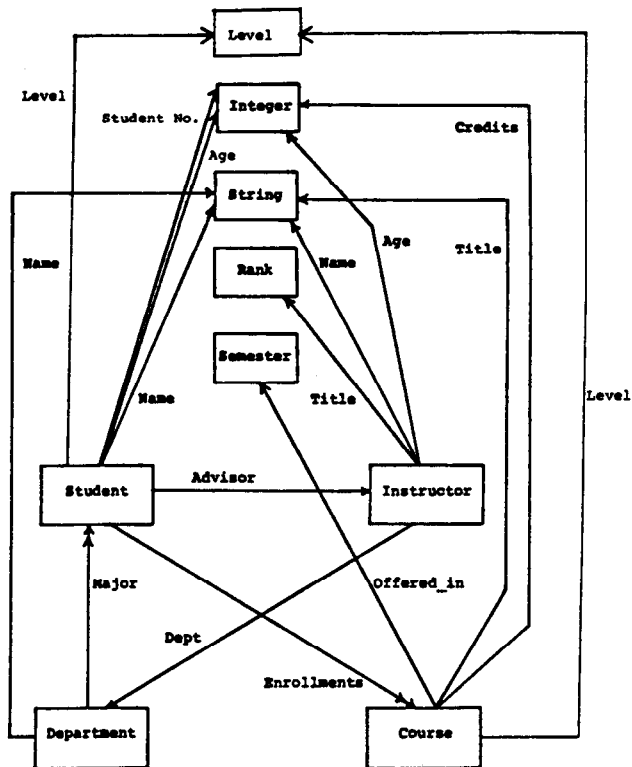 Level
Level
Student No.
Integer
Credits
Age
String
Age
Title
Name
Name
Rank
Semester
Name
Title
Level
Student
Advisor
Instructor
Major
Offered_in
Dept
Enrollments
Department
Course